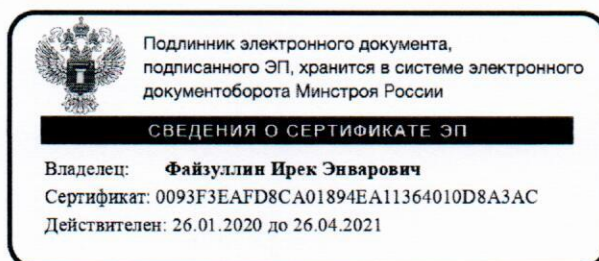 Подлинник электронного документа,
подписанного ЭП, хранится в системе электронного
документоборота Минстроя России
СВЕДЕНИЯ О СЕРТИФИКАТЕ ЭП
Владелец: Файзуллин Ирек Энварович
Сертификат: 0093F3EAFD8CA01894EA11364010D8A3AC
Действителен: 26.01.2020 до 26.04.2021